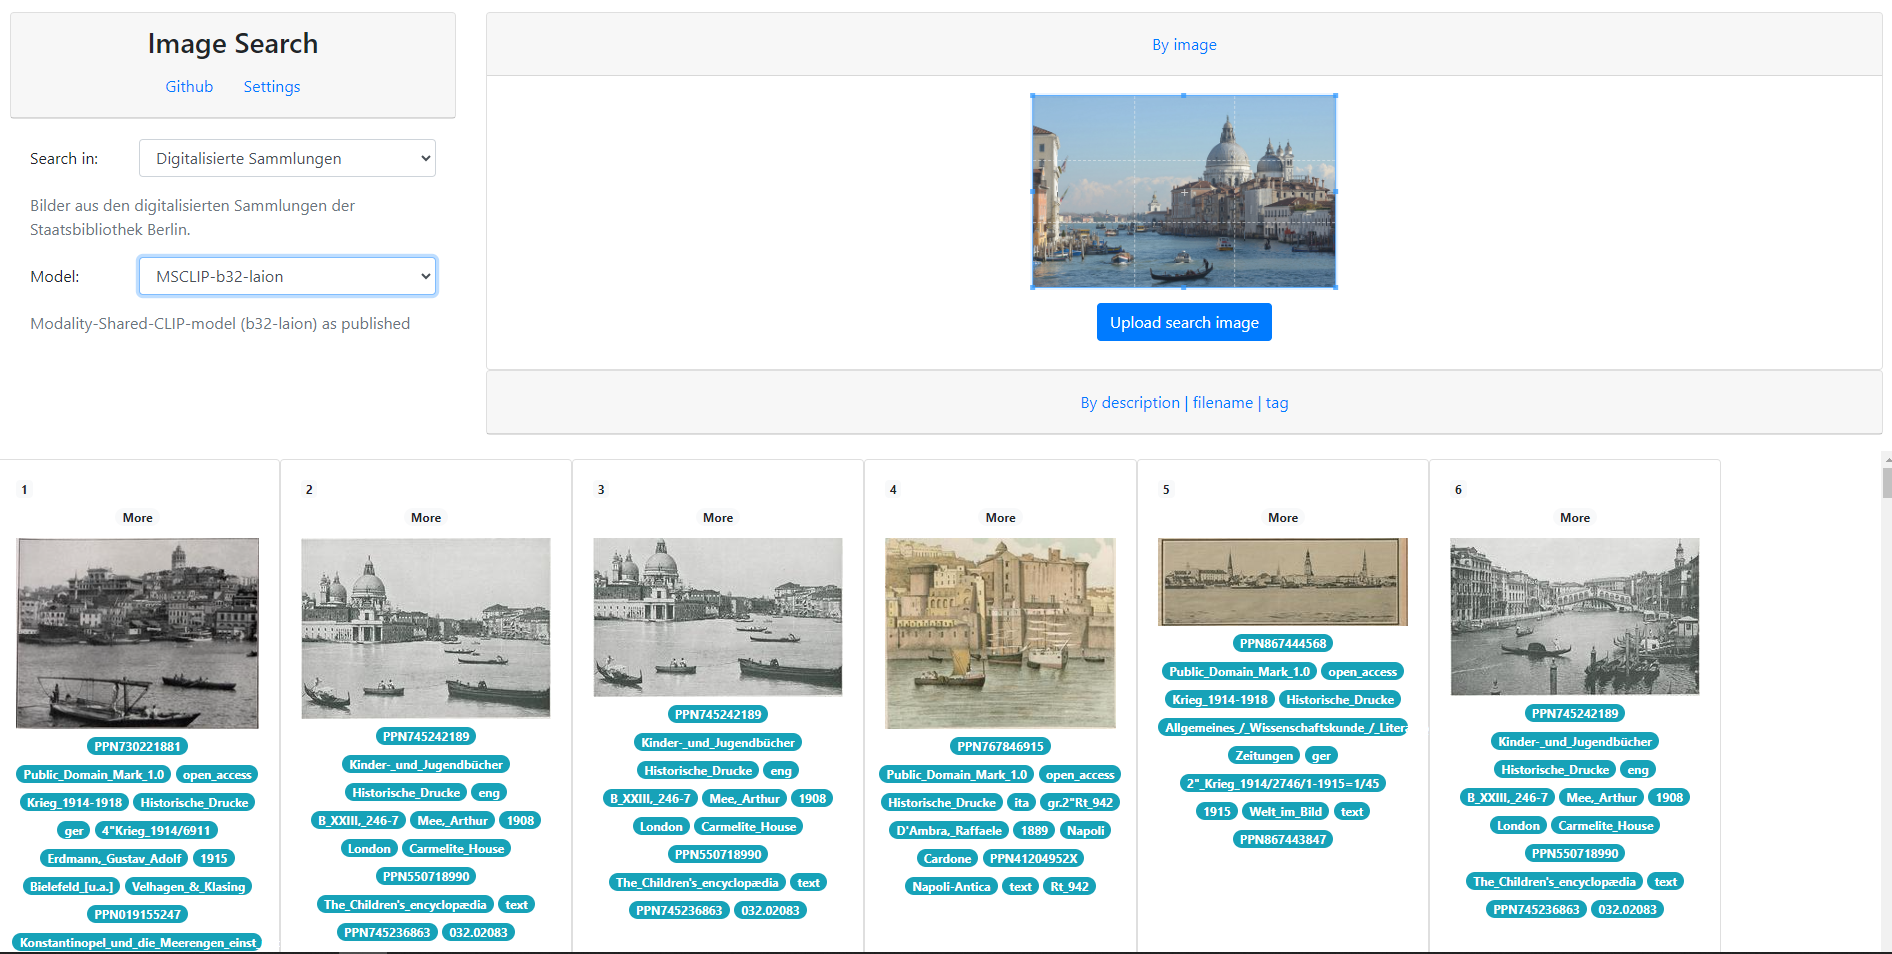 Image Search
Github Settings
Search in: Digitalisierte Sammlungen
Bilder aus den digitalisierten Sammlungen der
Staatsbibliothek Berlin.
Model: MSCLIP-b32-laion
Modality-Shared-CLIP-model (b32-laion) as published
By image
Upload search image
By description | filename | tag
1
More
PPN730221881
Public_Domain_Mark_1.0 open_access
Krieg_1914-1918 Historische_Drucke
ger 4"Krieg_1914/6911
Erdmann,_Gustav_Adolf 1915
Bielefeld_[u.a.] Velhagen_&_Klasing
PPN019155247
Konstantinopel_und_die_Meerengen_einst
2
More
PPN745242189
Kinder-_und_Jugendbücher
Historische_Drucke eng
B_XXIII,_246-7 Mee,_Arthur 1908
London Carmelite_House
PPN550718990
The_Children's_encyclopædia text
PPN745236863 032.02083
3
More
PPN745242189
Kinder-_und_Jugendbücher
Historische_Drucke eng
B_XXIII,_246-7 Mee,_Arthur 1908
London Carmelite_House
PPN550718990
The_Children's_encyclopædia text
PPN745236863 032.02083
4
More
PPN767846915
Public_Domain_Mark_1.0 open_access
Historische_Drucke ita gr.2"Rt_942
D'Ambra,_Raffaele 1889 Napoli
Cardone PPN41204952X
Napoli-Antica text Rt_942
5
More
PPN867444568
Public_Domain_Mark_1.0 open_access
Krieg_1914-1918 Historische_Drucke
Allgemeines_/_Wissenschaftskunde_/_Litera
Zeitungen ger
2"_Krieg_1914/2746/1-1915=1/45
1915 Welt_im_Bild text
PPN867443847
6
More
PPN745242189
Kinder-_und_Jugendbücher
Historische_Drucke eng
B_XXIII,_246-7 Mee,_Arthur 1908
London Carmelite_House
PPN550718990
The_Children's_encyclopædia text
PPN745236863 032.02083